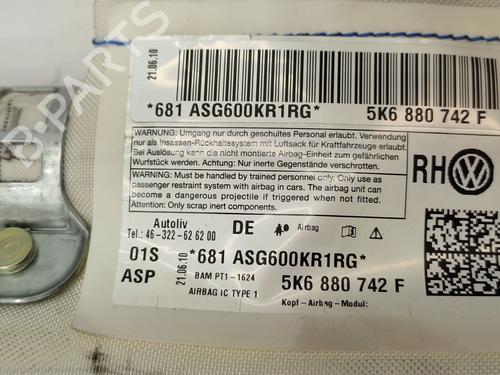 B-PARTS
21.06.10
*681 ASG600KR1RG*
5K6 880 742 F
WARNUNG: Umgang nur durch geschultes Personal erlaubt. Verwendung
nur als Insassen-Rückhaltesystem mit Luftsack für Kraftfahrzeuge erlaubt.
Bei Auslösung kann die nicht montierte Airbag-Einheit zum gefährlichen
Wurfstück werden. Achtung: Nur inerte Gegenstände verschrotten.
WARNING: Must be handled by trained personnel only. Only use as
passenger restraint system with airbag in cars. The airbag unit may
become a dangerous projectile if triggered when not fitted.
Attention: Only scrap inert components.
RH
Autoliv
Tel.: 46-322-62 62 00
DE
Airbag
01S
ASP
21.06.10
*681 ASG600KR1RG*
BAM PT1-1624
AIRBAG IC TYPE 1
5K6 880 742 F
Kopf-Airbag-Modul